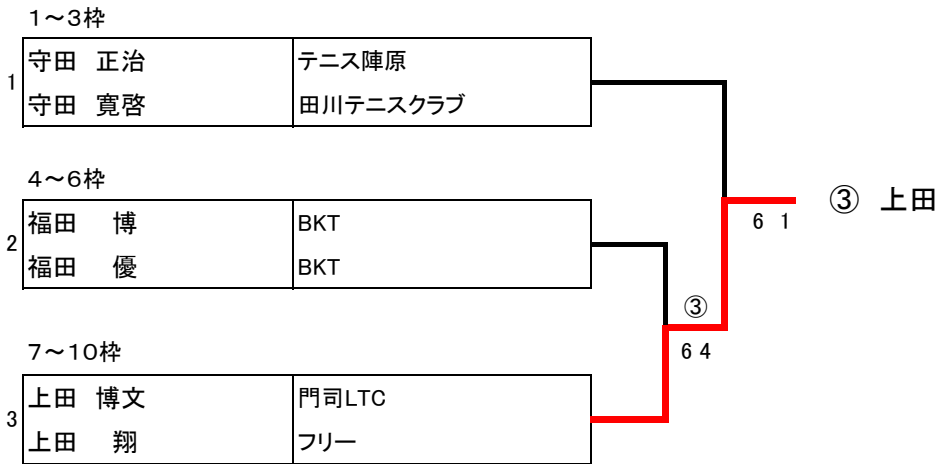 1～3枠
1
守田 正治 テニス陣原
守田 寛啓 田川テニスクラブ
4～6枠
2
福田 博 BKT
福田 優 BKT
7～10枠
3
上田 博文 門司LTC
上田 翔 フリー
③
6 4
6 1
③ 上田